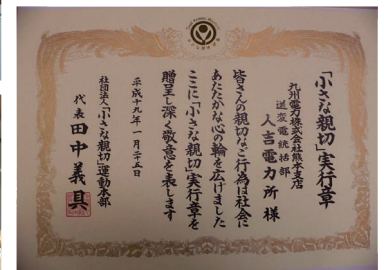 「小さな親切」実行章
九州電力株式会社熊本支店
送変電統括部
人吉電力所 様
皆さんの親切なご行為は社会に
あたたかな心の輪を広げました
ここに「小さな親切」実行章を
贈呈し深く敬意を表します
平成十九年一月二十五日
社団法人「小さな親切」運動本部
代表 田中義具